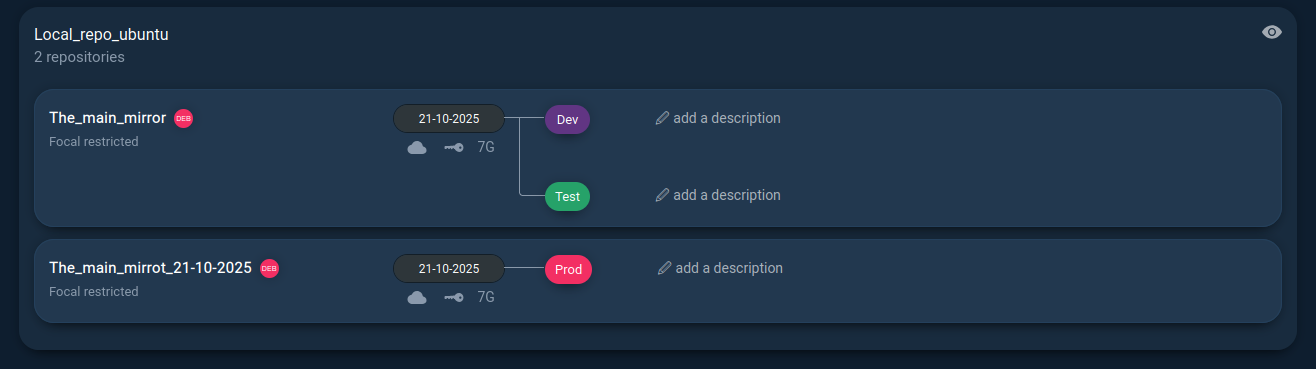 Local_repo_ubuntu
2 repositories
The_main_mirror DEB 21-10-2025 Dev add a description
Focal restricted 7G
Test add a description
The_main_mirrot_21-10-2025 DEB 21-10-2025 Prod add a description
Focal restricted 7G